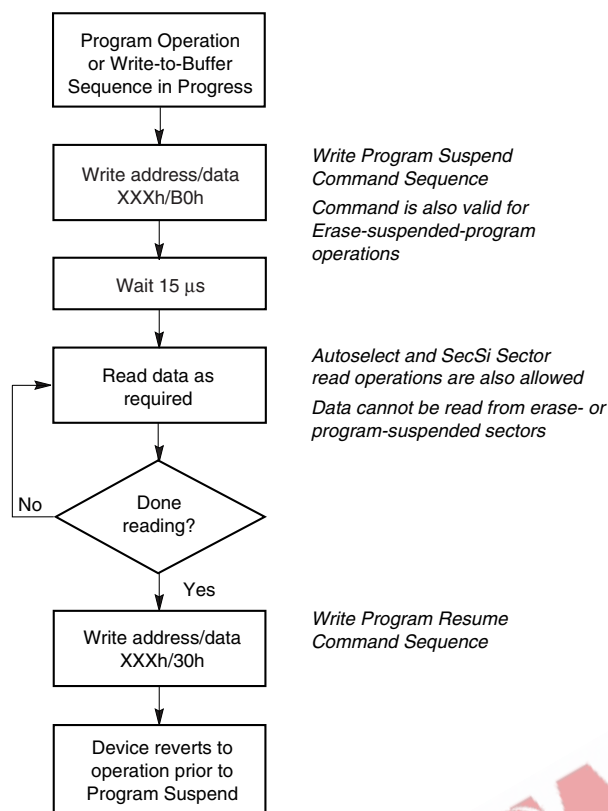 Program Operation
or Write-to-Buffer
Sequence in Progress
Write address/data
XXXh/B0h
Write Program Suspend
Command Sequence
Command is also valid for
Erase-suspended-program
operations
Wait 15 μs
Read data as
required
Autoselect and SecSi Sector
read operations are also allowed
Data cannot be read from erase- or
program-suspended sectors
No
Done
reading?
Yes
Write address/data
XXXh/30h
Write Program Resume
Command Sequence
Device reverts to
operation prior to
Program Suspend